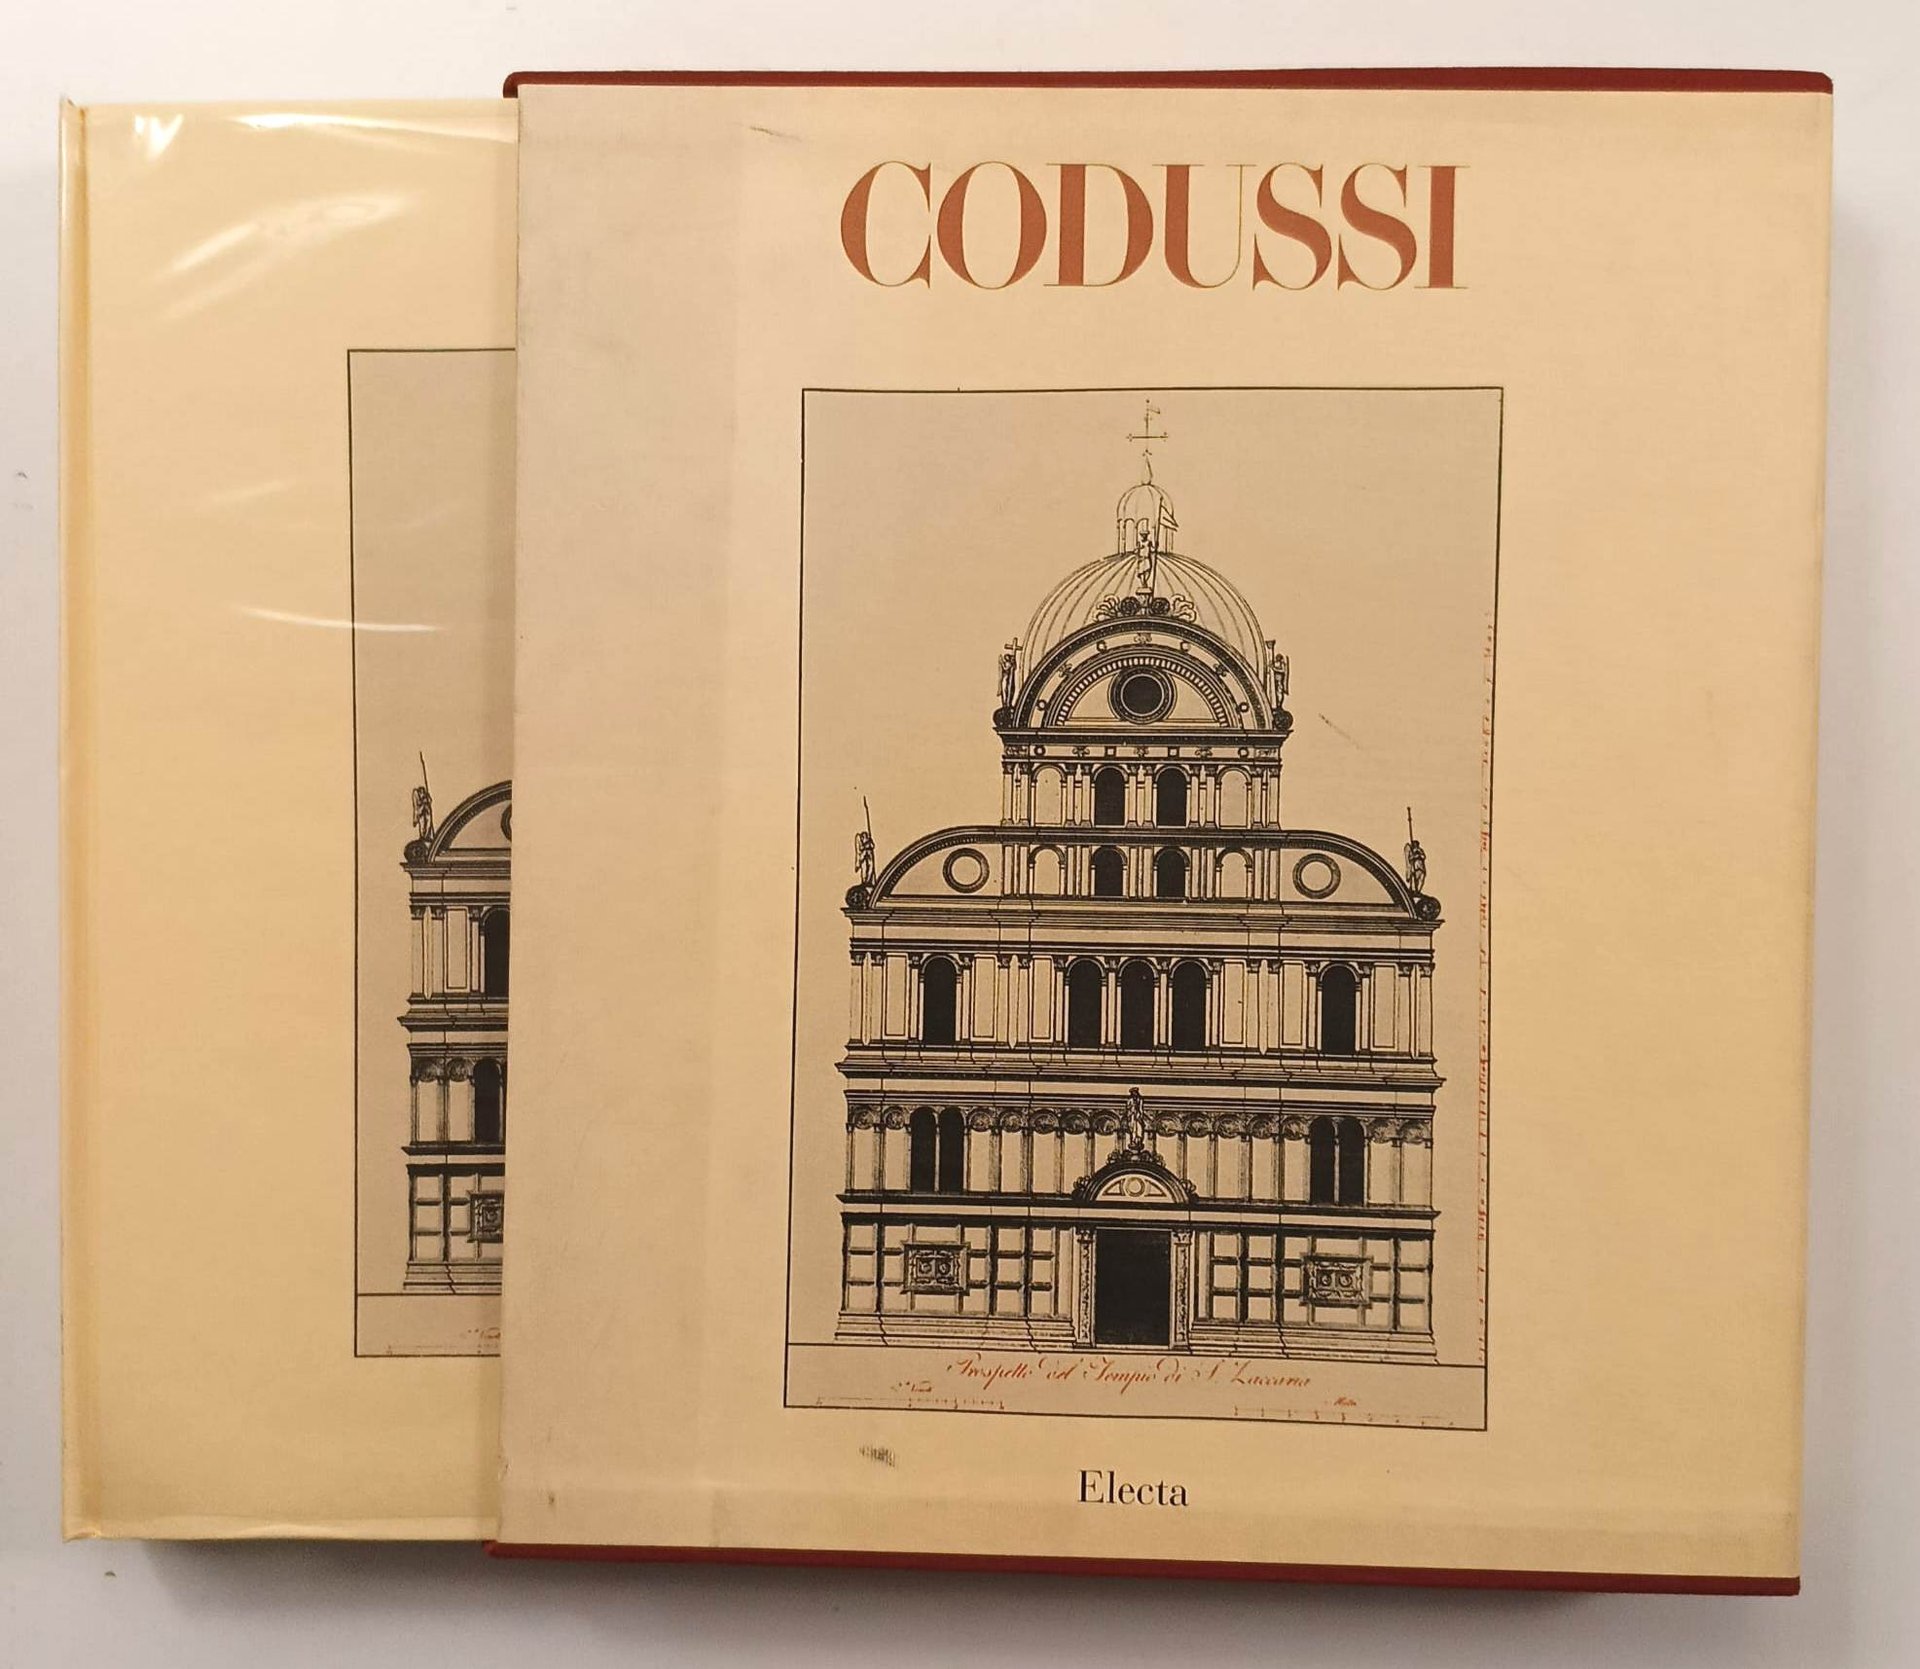 CODUSSI
Prospetto del Tempio di S. Zaccaria
Electa